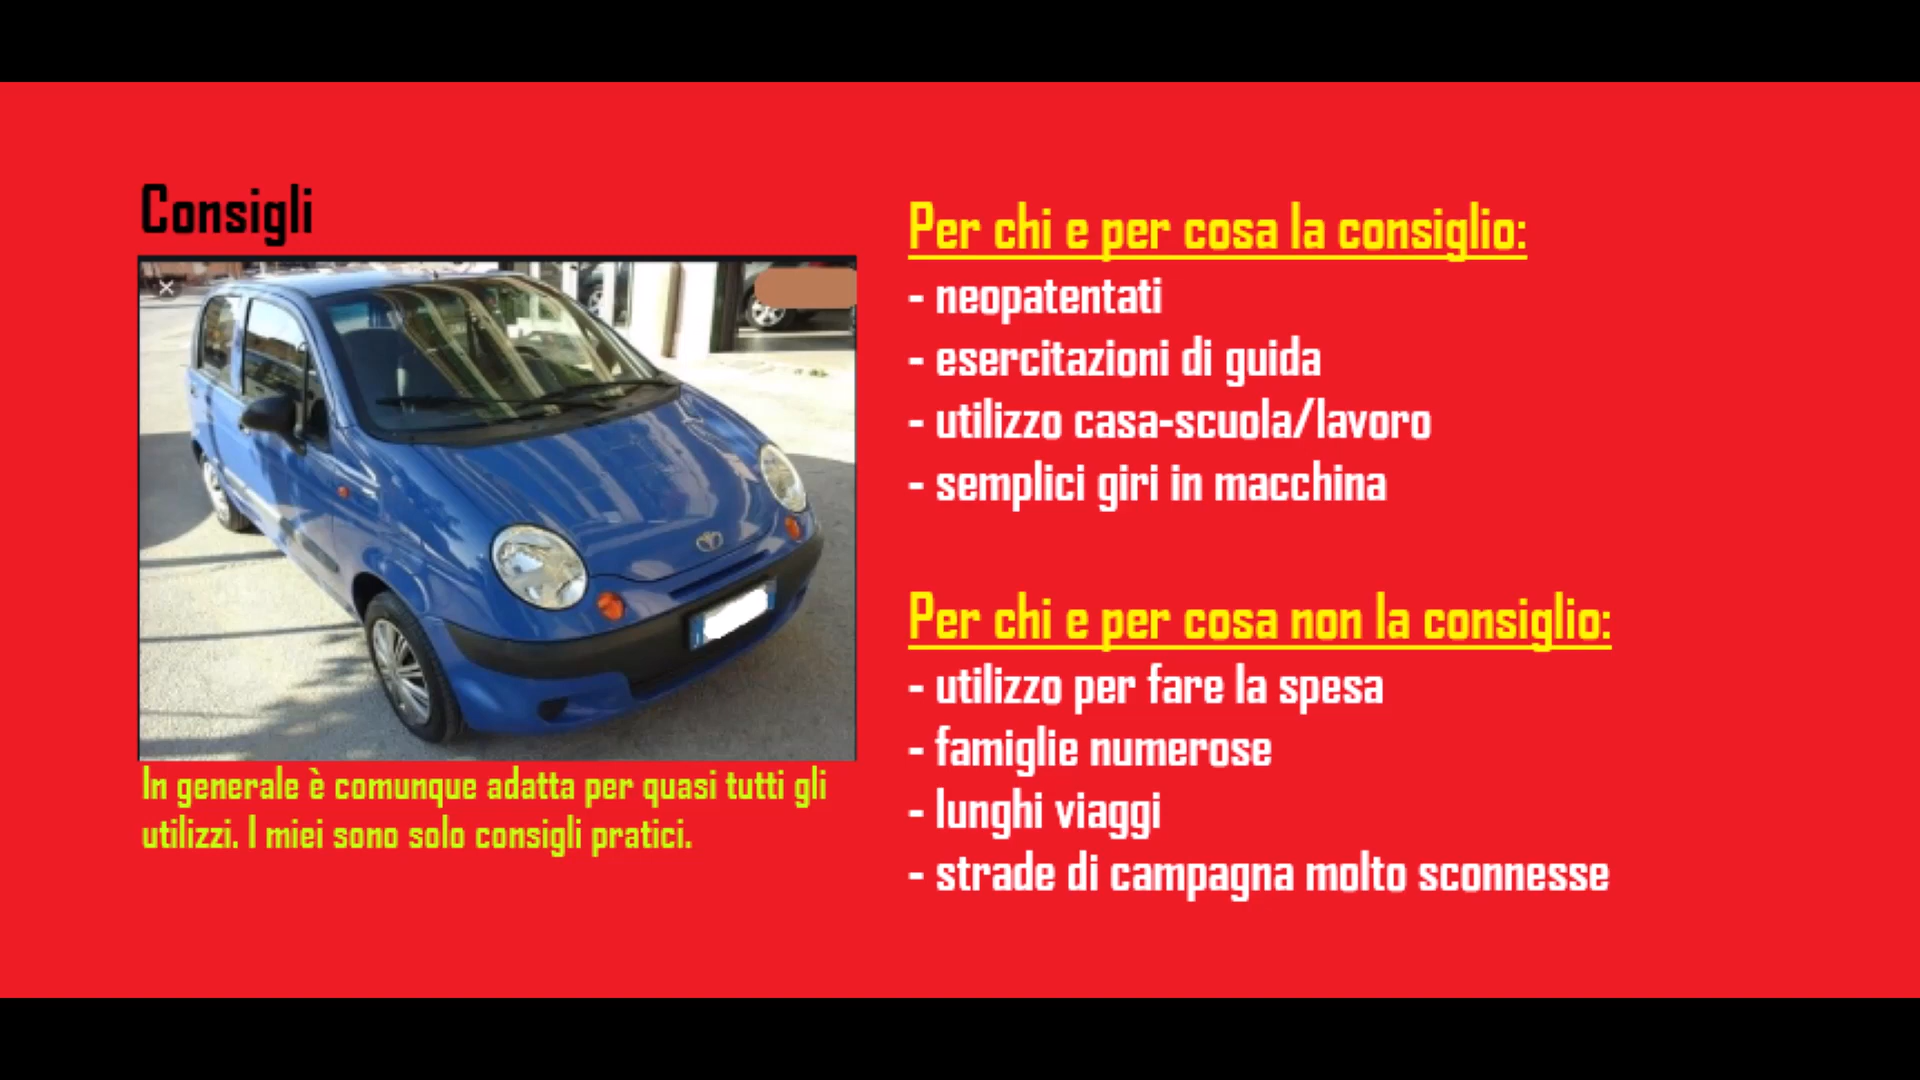 Consigli
In generale è comunque adatta per quasi tutti gli
utilizzi. I miei sono solo consigli pratici.
Per chi e per cosa la consiglio:
- neopatentati
- esercitazioni di guida
- utilizzo casa-scuola/lavoro
- semplici giri in macchina
Per chi e per cosa non la consiglio:
- utilizzo per fare la spesa
- famiglie numerose
- lunghi viaggi
- strade di campagna molto sconnesse